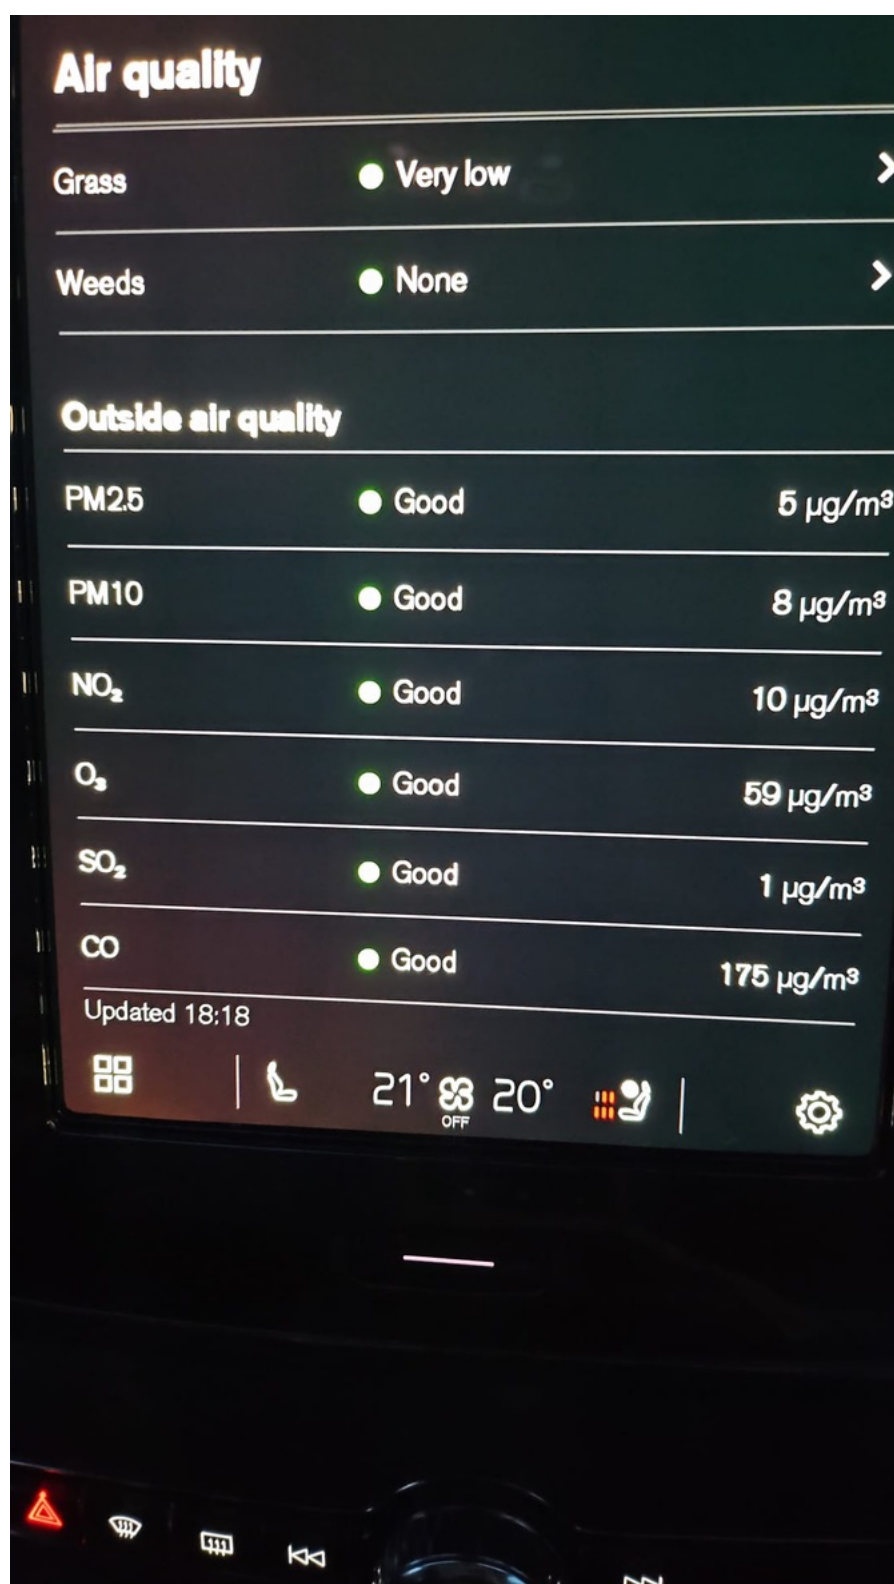 Air quality
Grass Very low
Weeds None
Outside air quality
PM2.5 Good 5 µg/m³
PM10 Good 8 µg/m³
NO₂ Good 10 µg/m³
O₃ Good 59 µg/m³
SO₂ Good 1 µg/m³
CO Good 175 µg/m³
Updated 18:18
21° 20°
OFF